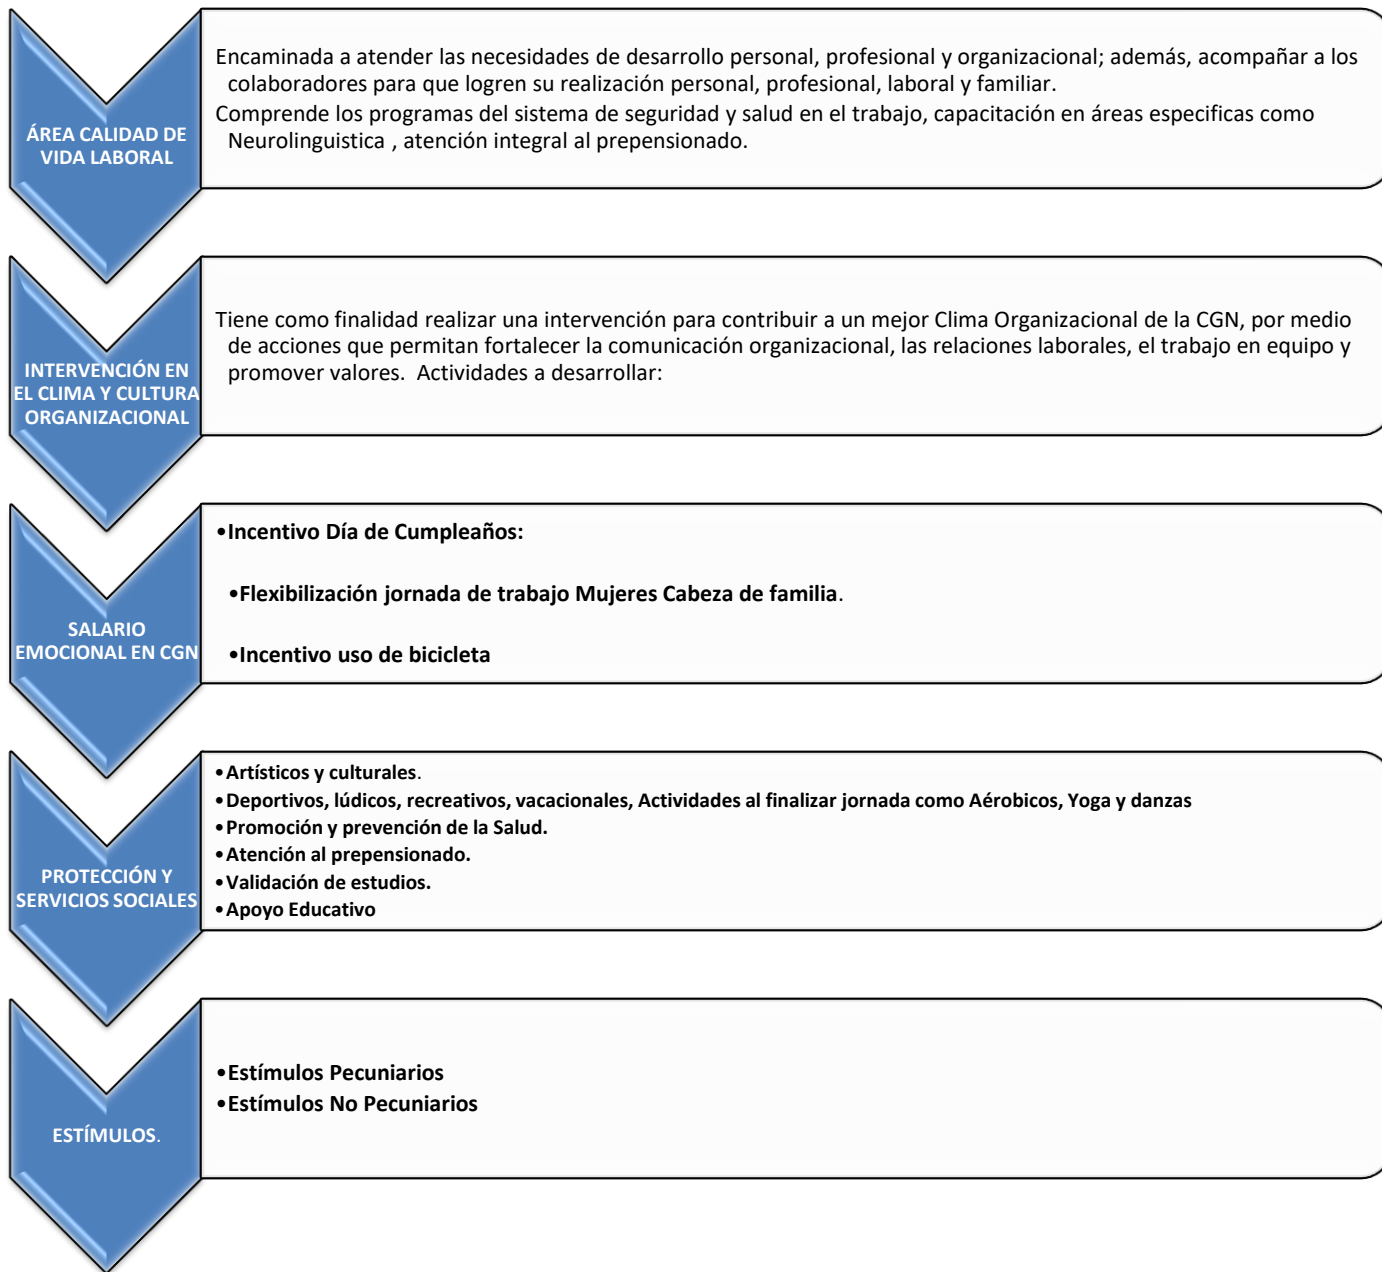 ÁREA CALIDAD DE
VIDA LABORAL
Encaminada a atender las necesidades de desarrollo personal, profesional y organizacional; además, acompañar a los
colaboradores para que logren su realización personal, profesional, laboral y familiar.
Comprende los programas del sistema de seguridad y salud en el trabajo, capacitación en áreas especificas como
Neurolinguistica , atención integral al prepensionado.
INTERVENCIÓN EN
EL CLIMA Y CULTURA
ORGANIZACIONAL
Tiene como finalidad realizar una intervención para contribuir a un mejor Clima Organizacional de la CGN, por medio
de acciones que permitan fortalecer la comunicación organizacional, las relaciones laborales, el trabajo en equipo y
promover valores.  Actividades a desarrollar:
SALARIO
EMOCIONAL EN CGN
•Incentivo Día de Cumpleaños:
•Flexibilización jornada de trabajo Mujeres Cabeza de familia.
•Incentivo uso de bicicleta
PROTECCIÓN Y
SERVICIOS SOCIALES
•Artísticos y culturales.
•Deportivos, lúdicos, recreativos, vacacionales, Actividades al finalizar jornada como Aérobicos, Yoga y danzas
•Promoción y prevención de la Salud.
•Atención al prepensionado.
•Validación de estudios.
•Apoyo Educativo
ESTÍMULOS.
•Estímulos Pecuniarios
•Estímulos No Pecuniarios